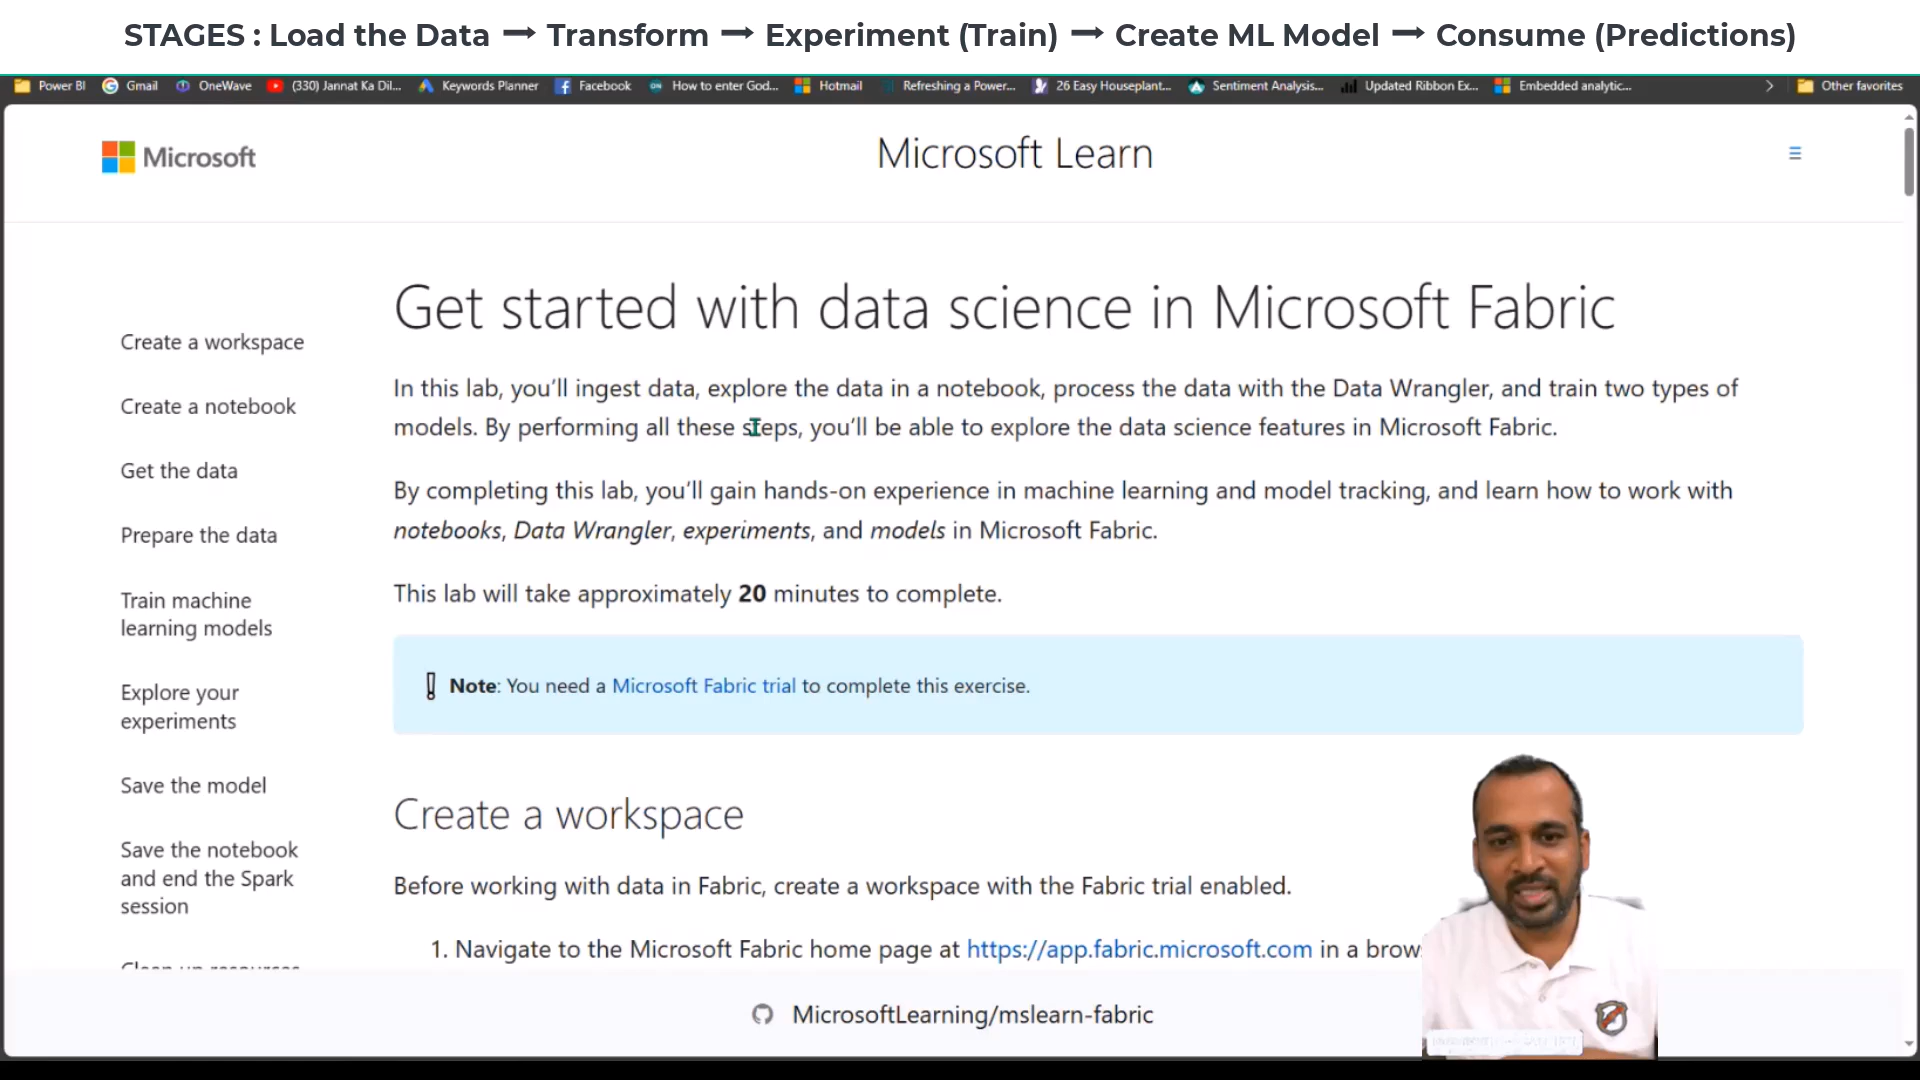 STAGES : Load the Data → Transform → Experiment (Train) → Create ML Model → Consume (Predictions)
Power BI Gmail OneWave (330) Jannat Ka Dil... Keywords Planner Facebook How to enter God... Hotmail Refreshing a Power... 26 Easy Houseplant... Sentiment Analysis... Updated Ribbon Ex... Embedded analytic... Other favorites
Microsoft
Microsoft Learn
Create a workspace
Create a notebook
Get the data
Prepare the data
Train machine
learning models
Explore your
experiments
Save the model
Save the notebook
and end the Spark
session
Clean up resources
Get started with data science in Microsoft Fabric
In this lab, you’ll ingest data, explore the data in a notebook, process the data with the Data Wrangler, and train two types of
models. By performing all these steps, you’ll be able to explore the data science features in Microsoft Fabric.
By completing this lab, you’ll gain hands-on experience in machine learning and model tracking, and learn how to work with
notebooks, Data Wrangler, experiments, and models in Microsoft Fabric.
This lab will take approximately 20 minutes to complete.
Note: You need a Microsoft Fabric trial to complete this exercise.
Create a workspace
Before working with data in Fabric, create a workspace with the Fabric trial enabled.
1. Navigate to the Microsoft Fabric home page at https://app.fabric.microsoft.com in a brow
MicrosoftLearning/mslearn-fabric